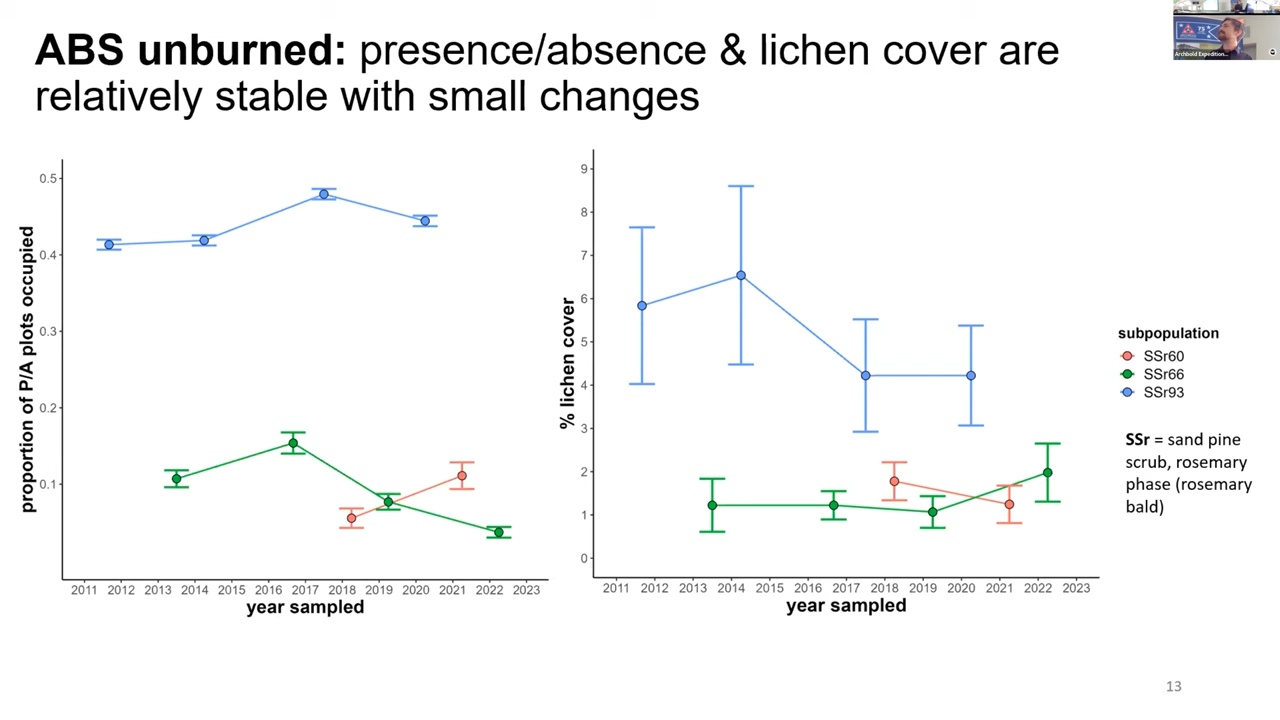 ABS unburned: presence/absence & lichen cover are
relatively stable with small changes
Archbold Expedition...
proportion of P/A plots occupied
0.5
0.4
0.3
0.2
0.1
2011 2012 2013 2014 2015 2016 2017 2018 2019 2020 2021 2022 2023
year sampled
% lichen cover
9
8
7
6
5
4
3
2
1
0
2011 2012 2013 2014 2015 2016 2017 2018 2019 2020 2021 2022 2023
year sampled
subpopulation
SSr60
SSr66
SSr93
SSr = sand pine
scrub, rosemary
phase (rosemary
bald)
13